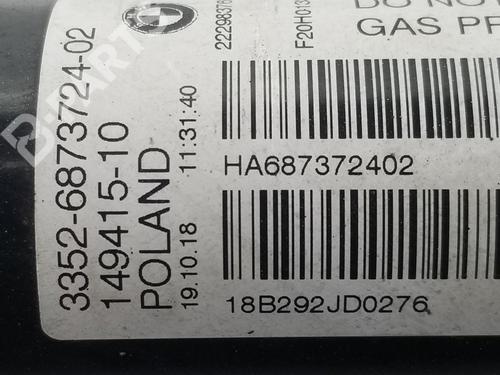 3352-6873724-02
149415-10
POLAND
19.10.18 11:31:40
HA687372402
18B292JD0276
GAS PR
DO NO
B-PARTS